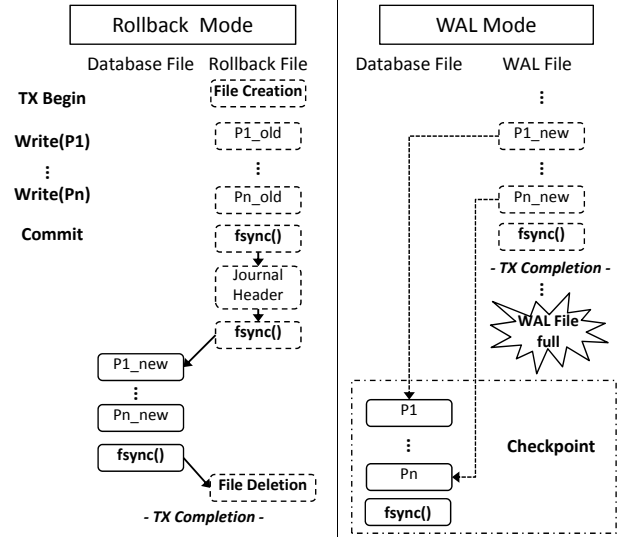 Rollback Mode
Database File
Rollback File
TX Begin
File Creation
Write(P1)
P1_old
Write(Pn)
Pn_old
Commit
fsync()
Journal
Header
fsync()
P1_new
Pn_new
fsync()
File Deletion
- TX Completion -
WAL Mode
Database File
WAL File
P1_new
Pn_new
fsync()
- TX Completion -
WAL File
full
P1
Checkpoint
Pn
fsync()